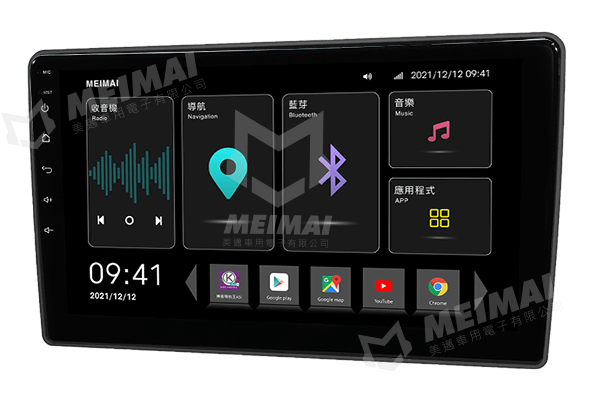 MIC
RST
MEIMAI
2021/12/12 09:41
收音機
Radio
導航
Navigation
藍芽
Bluetooth
音樂
Music
應用程式
APP
09:41
2021/12/12
Google play
Google map
YouTube
Chrome
MEIMAI
美邁車用電子有限公司
MEIMAI
美邁車用電子有限公司
MEIMAI
美邁車用電子有限公司